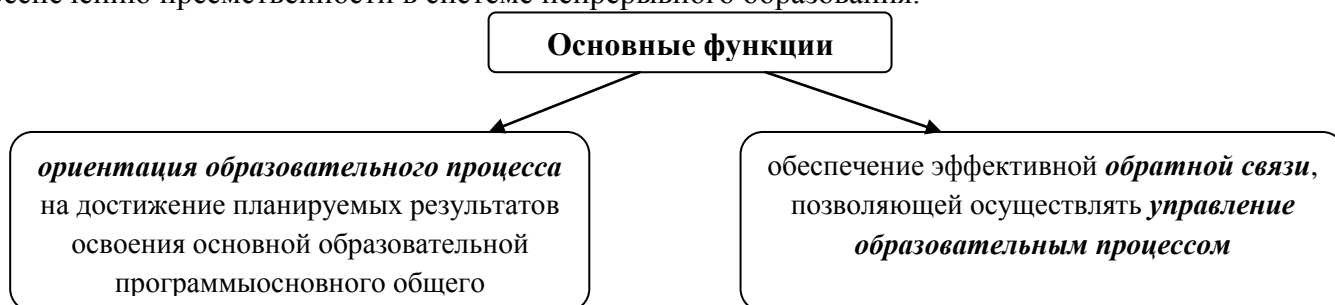 преемственности в системе непрерывного образования.
Основные функции
ориентация образовательного процесса
на достижение планируемых результатов
освоения основной образовательной
программыосновного общего
обеспечение эффективной обратной связи,
позволяющей осуществлять управление
образовательным процессом